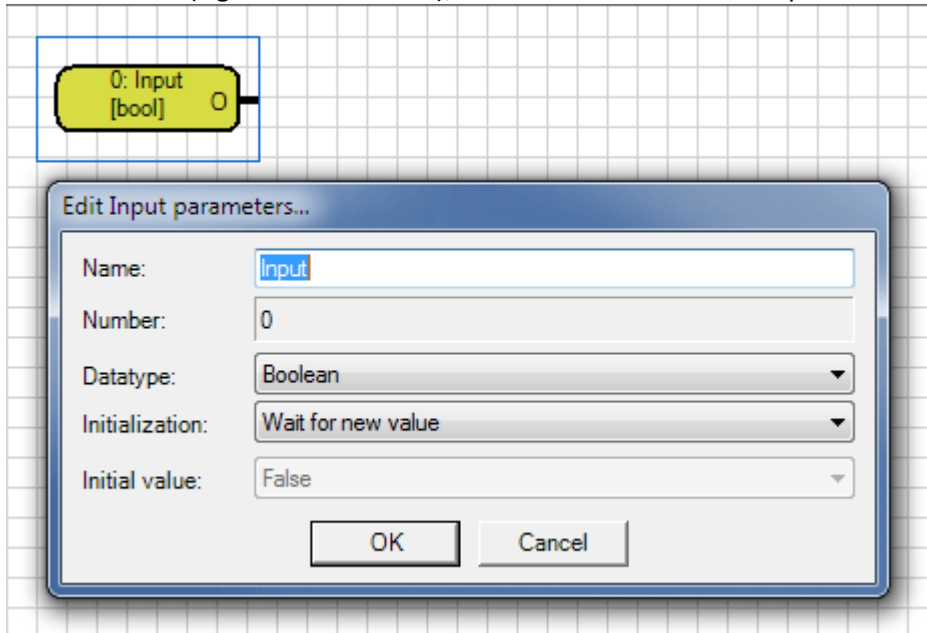 0: Input
[bool] O
Edit Input parameters...
Name: Input
Number: 0
Datatype: Boolean
Initialization: Wait for new value
Initial value: False
OK Cancel